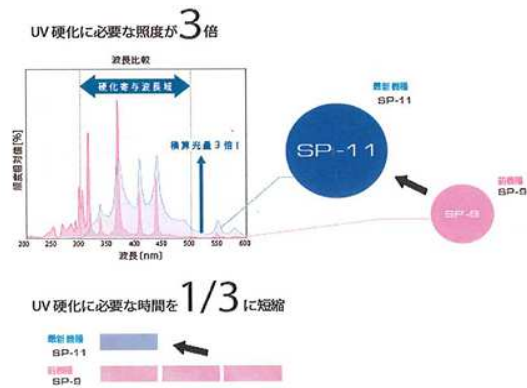 UV 硬化に必要な照度が3倍
波長比較
硬化寄与波長域
積算光量3倍!
照度相対値[%]
200
250
300
350
400
450
500
550
600
波長[nm]
最新機種
SP-11
SP-11
前機種
SP-9
SP-9
UV 硬化に必要な時間を1/3に短縮
最新機種
SP-11
前機種
SP-9